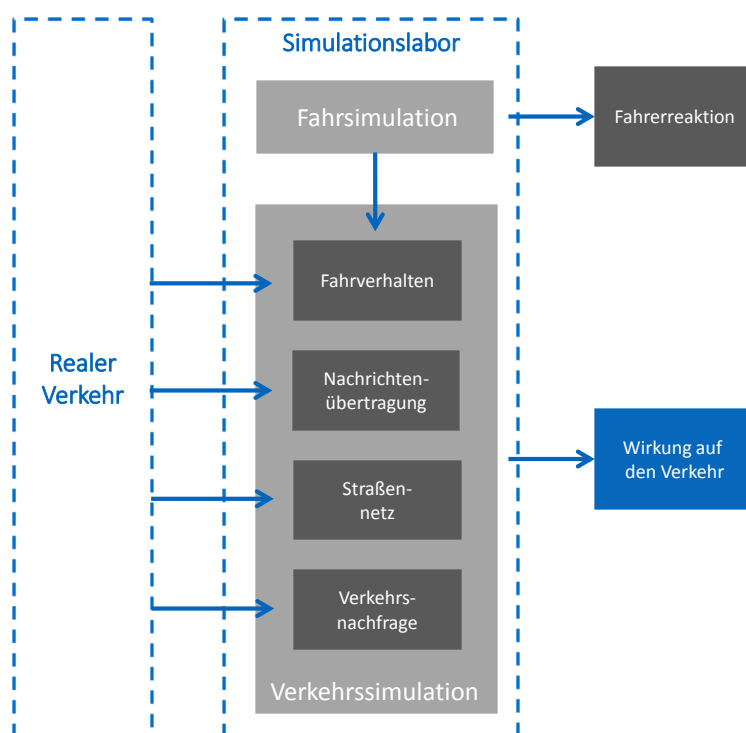 Simulationslabor
Fahrsimulation
Fahrerreaktion
Fahrverhalten
Realer
Verkehr
Nachrichten-
übertragung
Wirkung auf
den Verkehr
Straßen-
netz
Verkehrs-
nachfrage
Verkehrssimulation